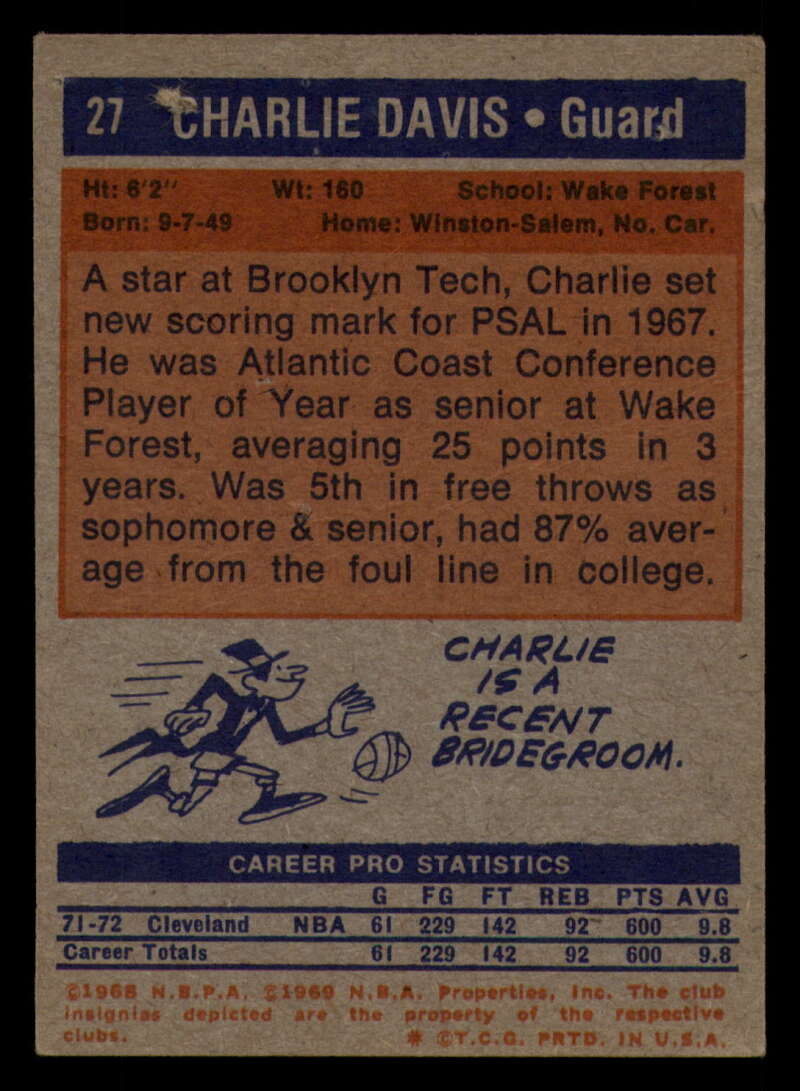 27 CHARLIE DAVIS • Guard
Ht: 6'2" Wt: 160 School: Wake Forest
Born: 9-7-49 Home: Winston-Salem, No. Car.
A star at Brooklyn Tech, Charlie set
new scoring mark for PSAL in 1967.
He was Atlantic Coast Conference
Player of Year as senior at Wake
Forest, averaging 25 points in 3
years. Was 5th in free throws as
sophomore & senior, had 87% aver-
age from the foul line in college.
CHARLIE
IS A
RECENT
BRIDEGROOM.
CAREER PRO STATISTICS
G FG FT REB PTS AVG
71-72 Cleveland NBA 61 229 142 92 600 9.8
Career Totals 61 229 142 92 600 9.8
©1968 N.B.P.A. ©1969 N.B.A. Properties, Inc. The club
insignias depicted are the property of the respective
clubs. * ©T.C.G. PRTD. IN U.S.A.